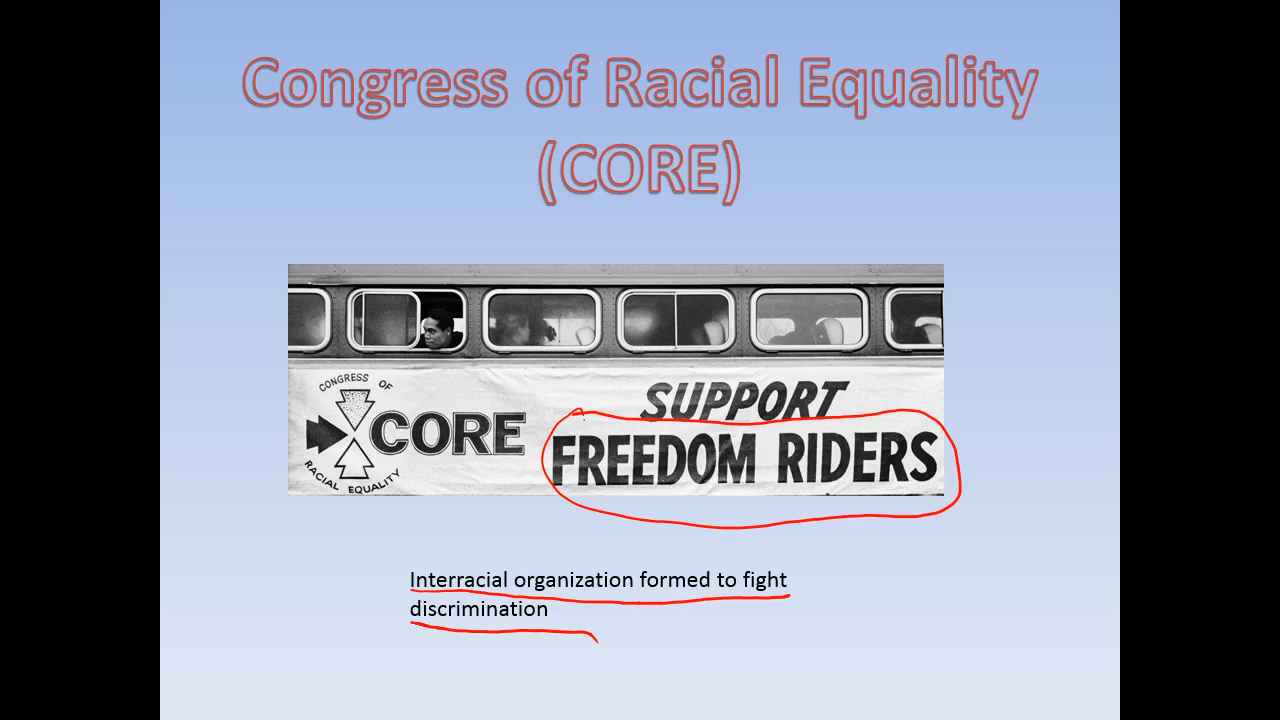 Congress of Racial Equality
(CORE)
CONGRESS OF
CORE
RACIAL EQUALITY
SUPPORT
FREEDOM RIDERS
Interracial organization formed to fight
discrimination